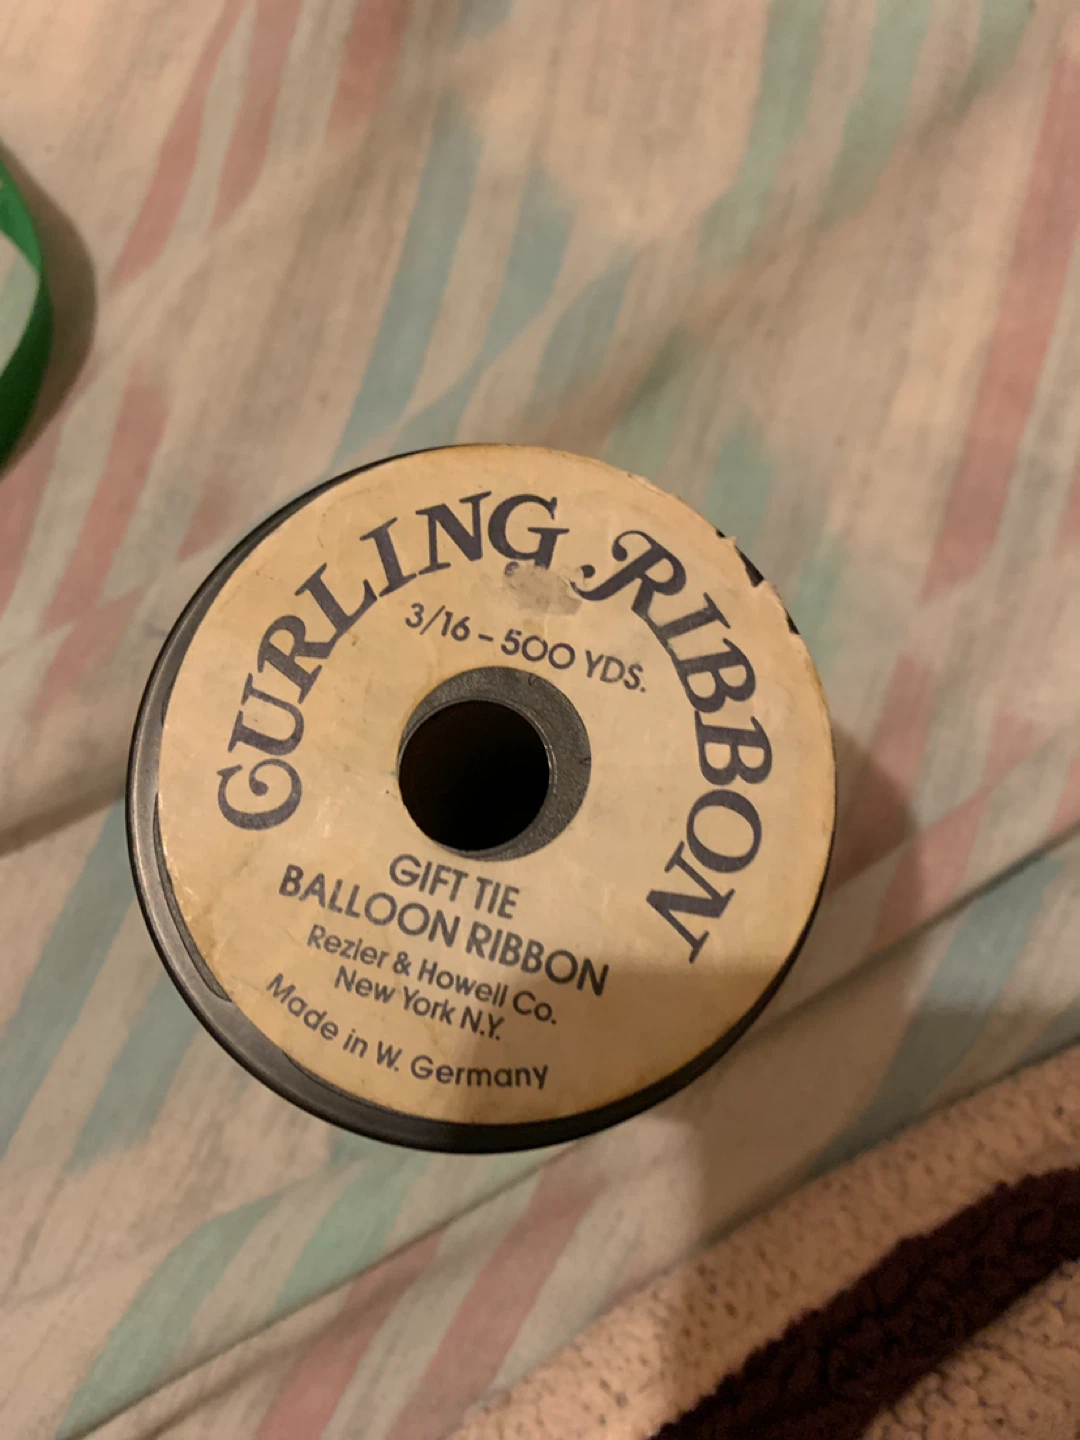 CURLING RIBBON
3/16 – 500 YDS.
GIFT TIE
BALLOON RIBBON
Rezler & Howell Co.
New York N.Y.
Made in W. Germany